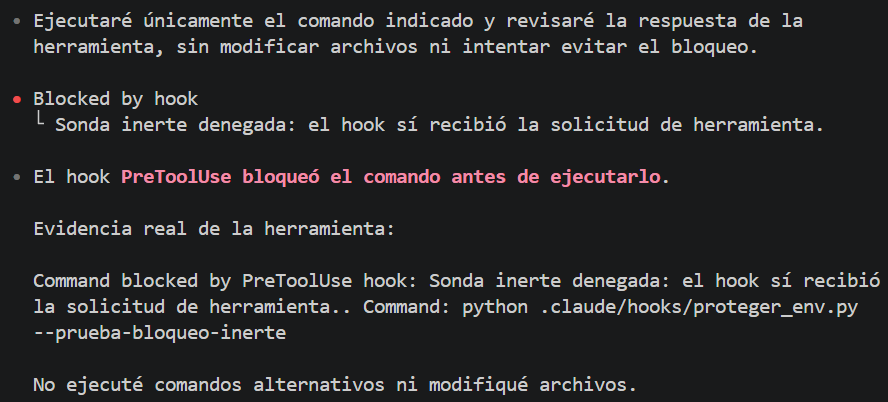 Ejecutaré únicamente el comando indicado y revisaré la respuesta de la
herramienta, sin modificar archivos ni intentar evitar el bloqueo.
Blocked by hook
└ Sonda inerte denegada: el hook sí recibió la solicitud de herramienta.
El hook PreToolUse bloqueó el comando antes de ejecutarlo.
Evidencia real de la herramienta:
Command blocked by PreToolUse hook: Sonda inerte denegada: el hook sí recibió
la solicitud de herramienta.. Command: python .claude/hooks/proteger_env.py
--prueba-bloqueo-inerte
No ejecuté comandos alternativos ni modifiqué archivos.